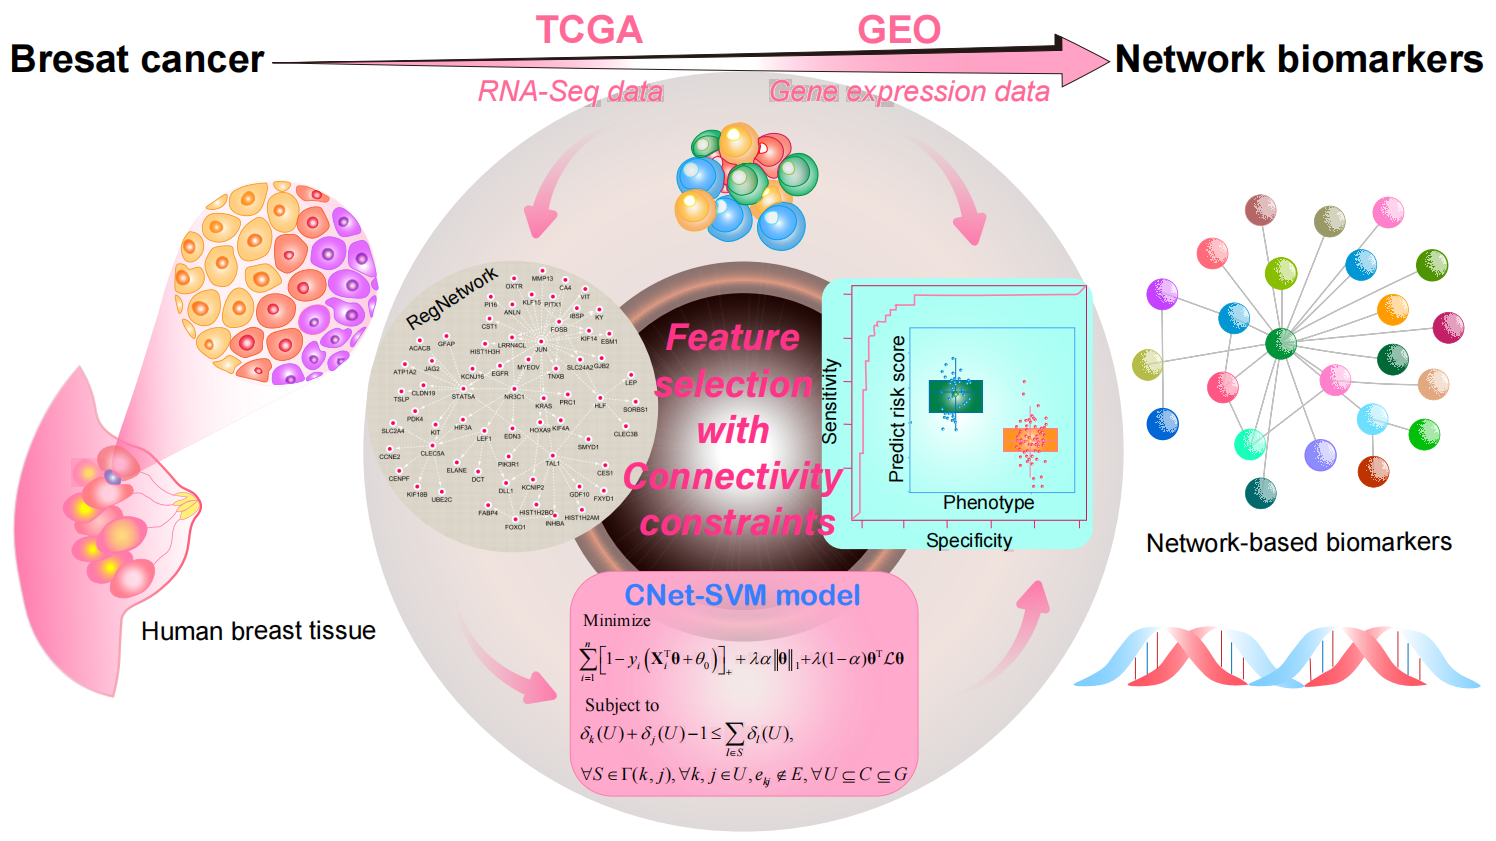 TCGA
GEO
Bresat cancer
Network biomarkers
RNA-Seq data
Gene expression data
RegNetwork
MMP13
OXTR
CA4
VIT
PI16
KLF15
PITX1
ANLN
IBSP
KY
CST1
FOSB
KIF14
ESM1
ACACB
GFAP
HIST1H3H
LRRN4CL
JUN
ATP1A2
JAG2
KCNJ16
EGFR
MYEOV
TNXB
SLC24A2
GJB2
LEP
TSLP
CLDN19
STAT5A
NR3C1
KRAS
PRC1
HLF
SORBS1
PDK4
SLC2A4
KIT
HIF3A
LEF1
EDN3
HOXA9
KIF4A
CLEC3B
CCNE2
CLEC5A
SMYD1
CENPF
ELANE
DCT
PIK3R1
TAL1
CES1
KIF18B
UBE2C
DLL1
KCNIP2
GDF10
FXYD1
FABP4
FOXO1
HIST1H2BO
INHBA
HIST1H2AM
Feature
selection
with
Connectivity
constraints
Sensitivity
Predict risk score
Phenotype
Specificity
Network-based biomarkers
Human breast tissue
CNet-SVM model
Minimize
$\sum_{i=1}^{n}\left[1-y_i\left(\mathbf{X}_i^{\mathrm{T}}\boldsymbol{\theta}+\theta_0\right)\right]_+ + \lambda\alpha\|\boldsymbol{\theta}\|_1+\lambda(1-\alpha)\boldsymbol{\theta}^{\mathrm{T}}\mathcal{L}\boldsymbol{\theta}$
Subject to
$\delta_k(U)+\delta_j(U)-1\leq\sum_{l\in S}\delta_l(U),$
$\forall S\in\Gamma(k,j),\forall k,j\in U,e_{kj}\notin E,\forall U\subseteq C\subseteq G$